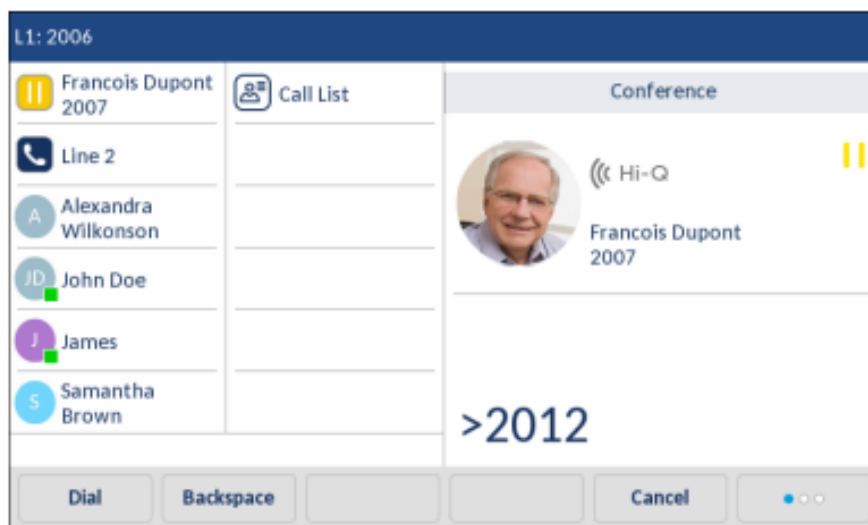 L1: 2006
Francois Dupont
2007
Line 2
A
Alexandra
Wilkonson
JD
John Doe
J
James
S
Samantha
Brown
Call List
Conference
Hi-Q
Francois Dupont
2007
>2012
Dial
Backspace
Cancel